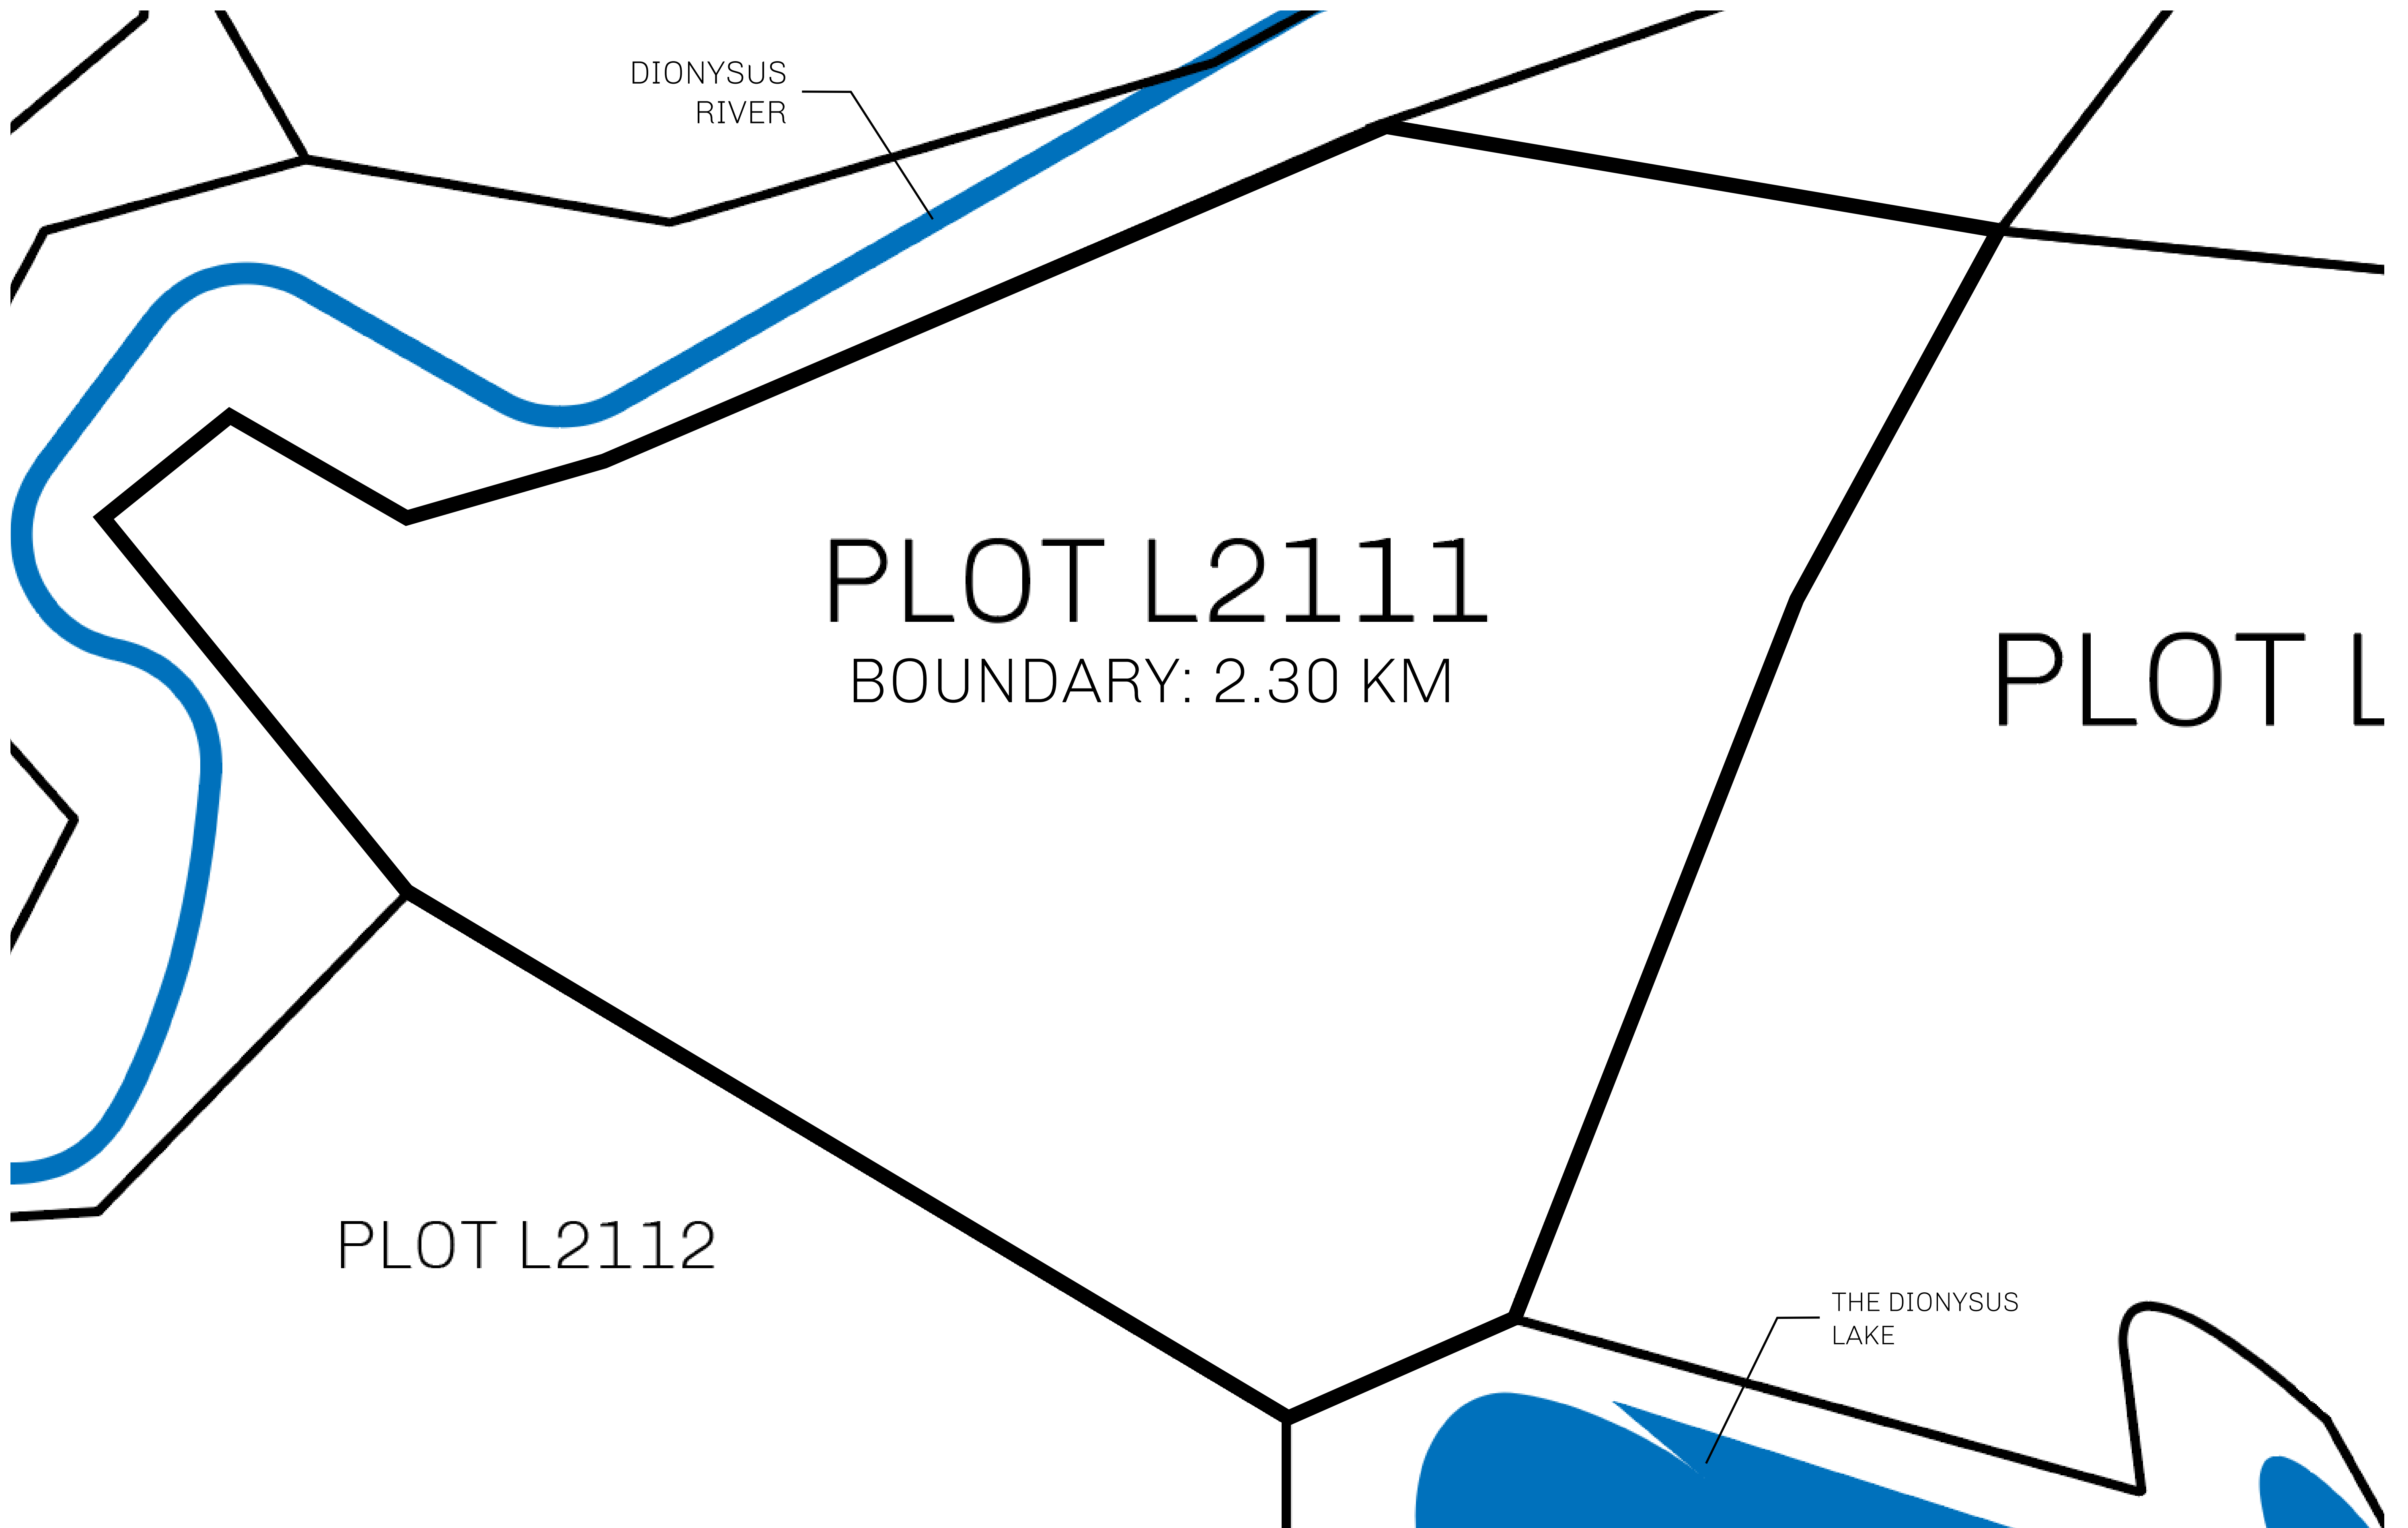 DIONYSUS
RIVER
PLOT L2111
BOUNDARY: 2.30 KM
PLOT L
PLOT L2112
THE DIONYSUS
LAKE